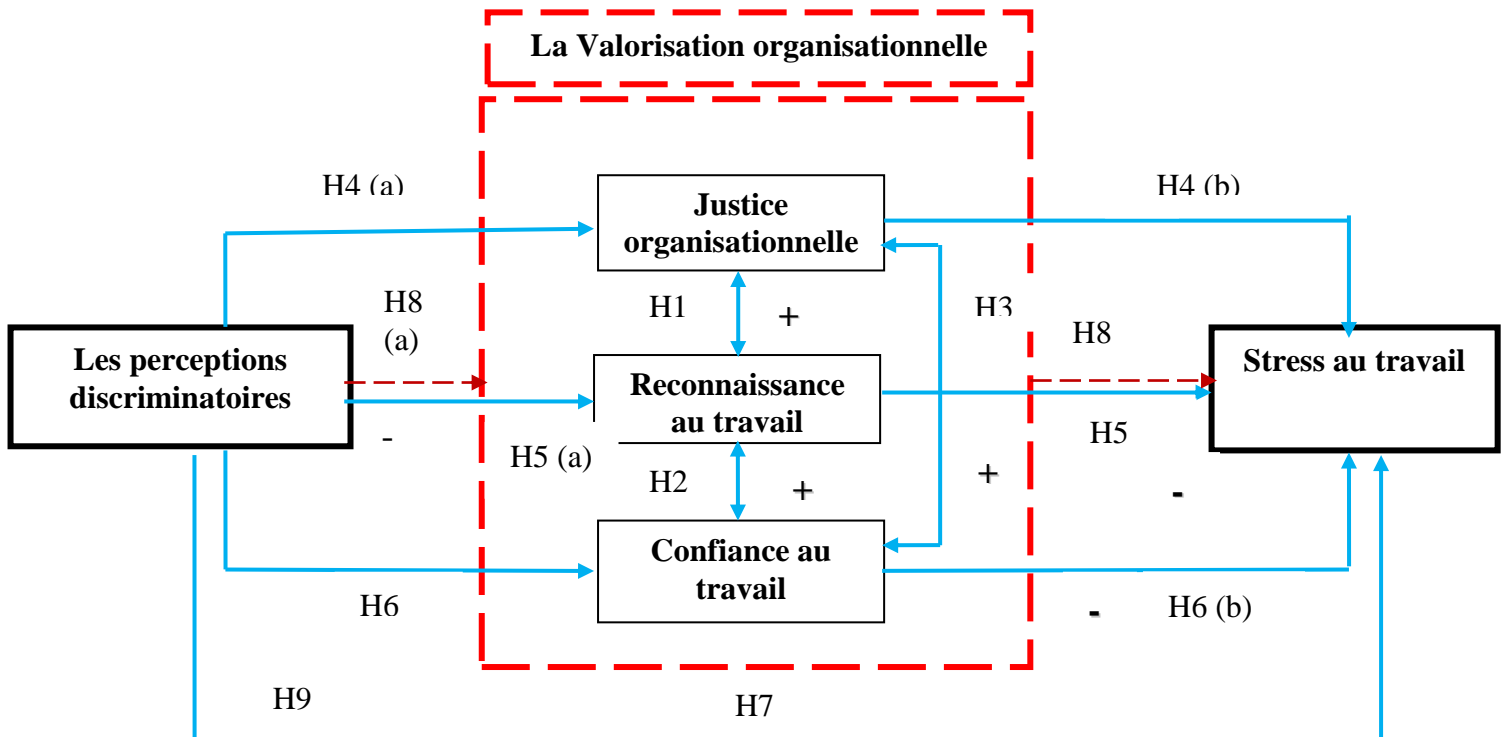 La Valorisation organisationnelle
H4 (a)
H4 (b)
Justice
organisationnelle
H8
(a)
H1
+
H3
H8
Les perceptions
discriminatoires
Reconnaissance
au travail
Stress au travail
-
H5 (a)
H5
H2
+
+
-
Confiance au
travail
H6
-
H6 (b)
H9
H7